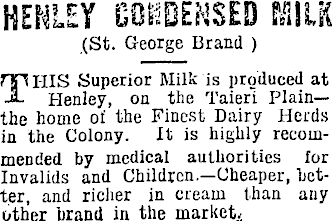 HENLEY CONDENSED MILK
(St. George Brand )
THIS Superior Milk is produced at
Henley, on the Taieri Plain—
the home of the Finest Dairy Herds
in the Colony. It is highly recom-
mended by medical authorities for
Invalids and Children.—Cheaper, bet-
ter, and richer in cream than any
other brand in the market.